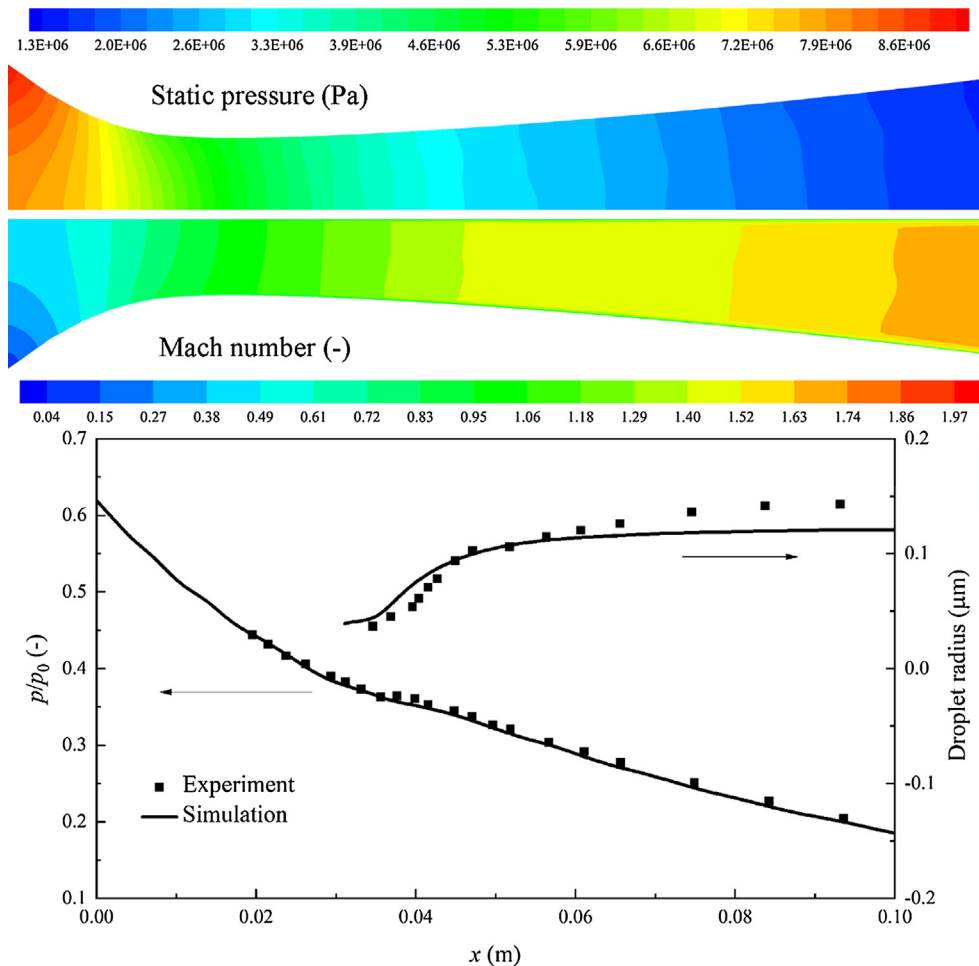 1.3E+06 2.0E+06 2.6E+06 3.3E+06 3.9E+06 4.6E+06 5.3E+06 5.9E+06 6.6E+06 7.2E+06 7.9E+06 8.6E+06
Static pressure (Pa)
Mach number (-)
0.04 0.15 0.27 0.38 0.49 0.61 0.72 0.83 0.95 1.06 1.18 1.29 1.40 1.52 1.63 1.74 1.86 1.97
0.7 0.2
0.6
0.5 0.1
0.4 0.0
0.3 -0.1
0.2
0.1 -0.2
p/p0 (-)
Droplet radius (μm)
Experiment
Simulation
0.00 0.02 0.04 0.06 0.08 0.10
x (m)